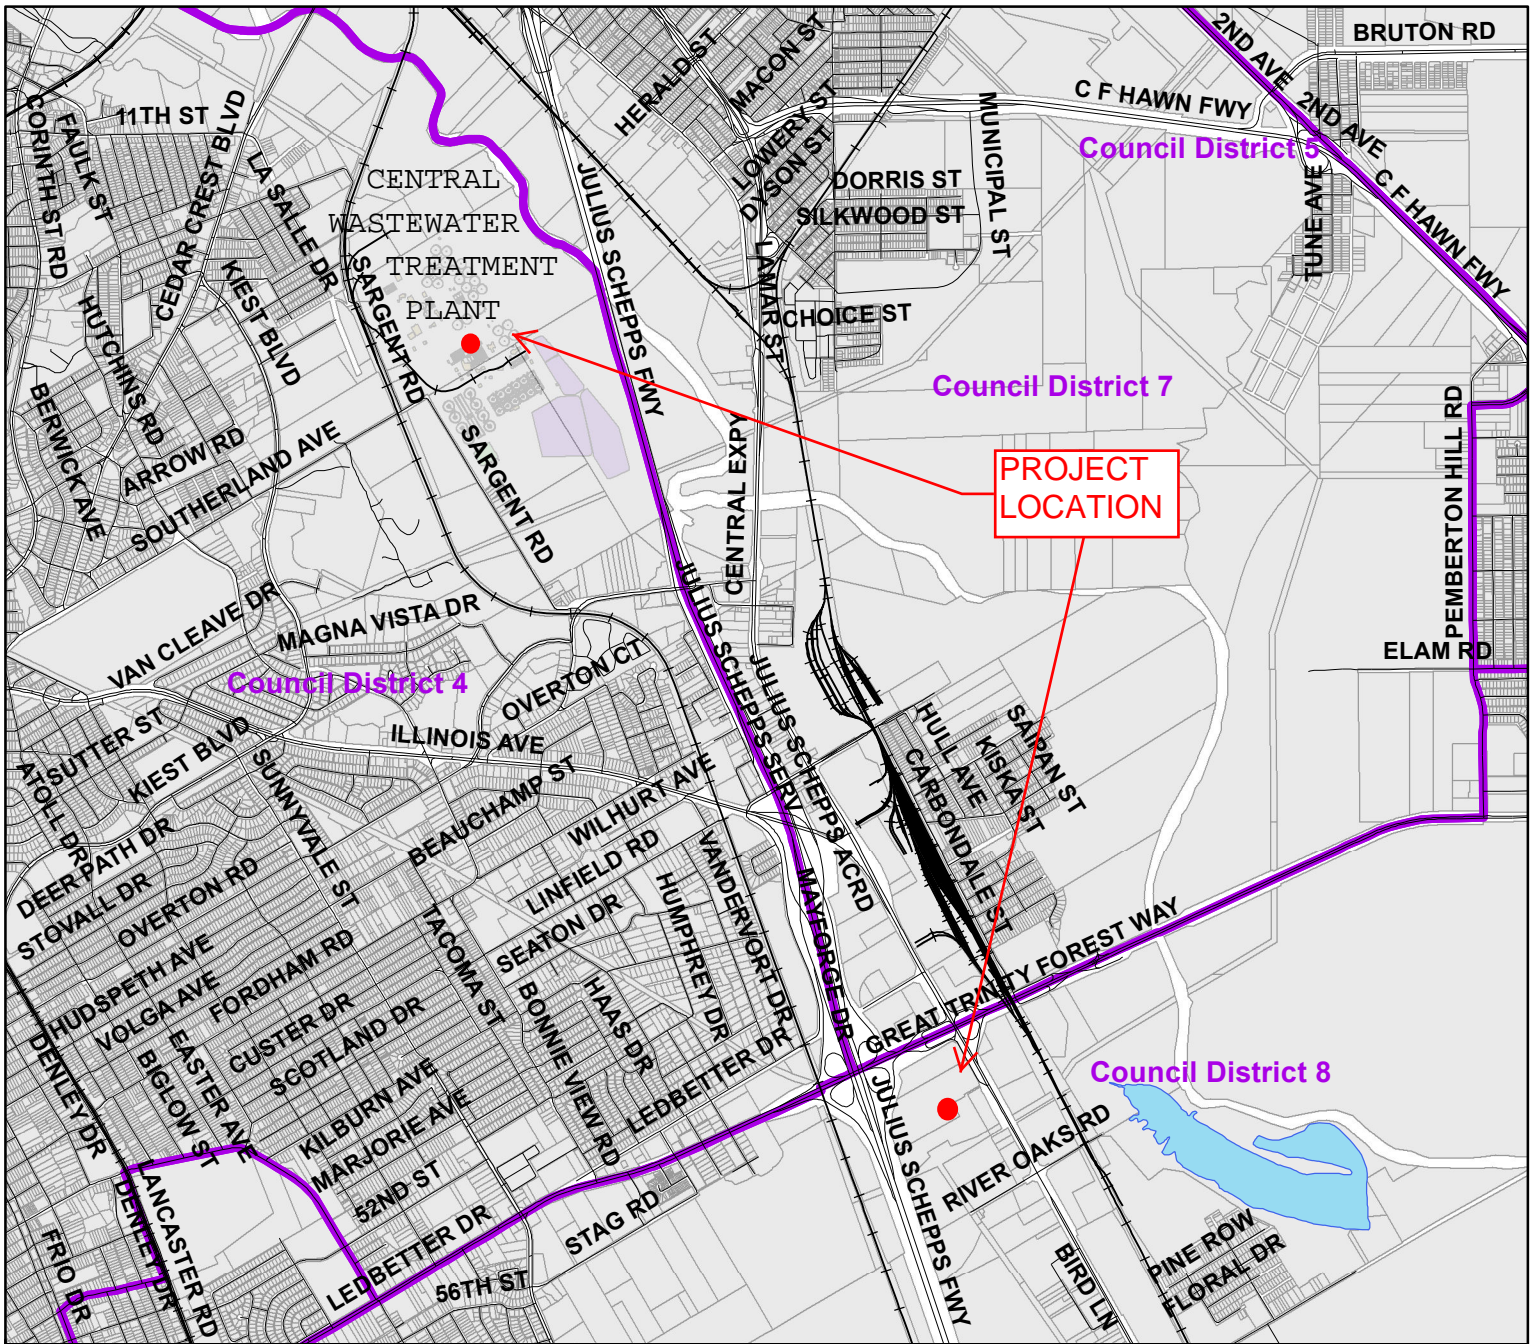 BRUTON RD
2ND AVE
2ND AVE
C F HAWN FWY
C F HAWN FWY
Council District 5
TUNE AVE
MACON ST
HERALD ST
LOWERY ST
DYSON ST
DORRIS ST
SILKWOOD ST
MUNICIPAL ST
LAMAR ST
CHOICE ST
11TH ST
CORINTH ST RD
FAULK ST
CEDAR CREST BLVD
LA SALLE DR
CENTRAL
WASTEWATER
TREATMENT
PLANT
JULIUS SCHEPPS FWY
KIEST BLVD
SARGENT RD
HUTCHINS RD
BERWICK AVE
ARROW RD
SOUTHERLAND AVE
SARGENT RD
CENTRAL EXPY
Council District 7
PROJECT
LOCATION
PEMBERTON HILL RD
ELAM RD
VAN CLEAVE DR
MAGNA VISTA DR
Council District 4
OVERTON CT
ILLINOIS AVE
SUTTER ST
KIEST BLVD
ATOLL DR
SUNNYVALE ST
BEAUCHAMP ST
WILHURT AVE
JULIUS SCHEPPS SERV
JULIUS SCHEPPS ACRD
HULL AVE
KISKA ST
SAIPAN ST
CARBONDALE ST
DEER PATH DR
STOVALL DR
OVERTON RD
LINFIELD RD
SEATON DR
HUMPHREY DR
VANDERVORT DR
MAYFORGE DR
HUDSPETH AVE
VOLGA AVE
FORDHAM RD
TACOMA ST
CUSTER DR
SCOTLAND DR
BONNIE VIEW RD
HAAS DR
LEDBETTER DR
GREAT TRINITY FOREST WAY
DENLEY DR
BIGLOW ST
EASTER AVE
KILBURN AVE
MARJORIE AVE
52ND ST
LEDBETTER DR
STAG RD
56TH ST
JULIUS SCHEPPS FWY
RIVER OAKS RD
Council District 8
BIRD LN
PINE ROW
FLORAL DR
FRIO DR
DENLEY DR
LANCASTER RD